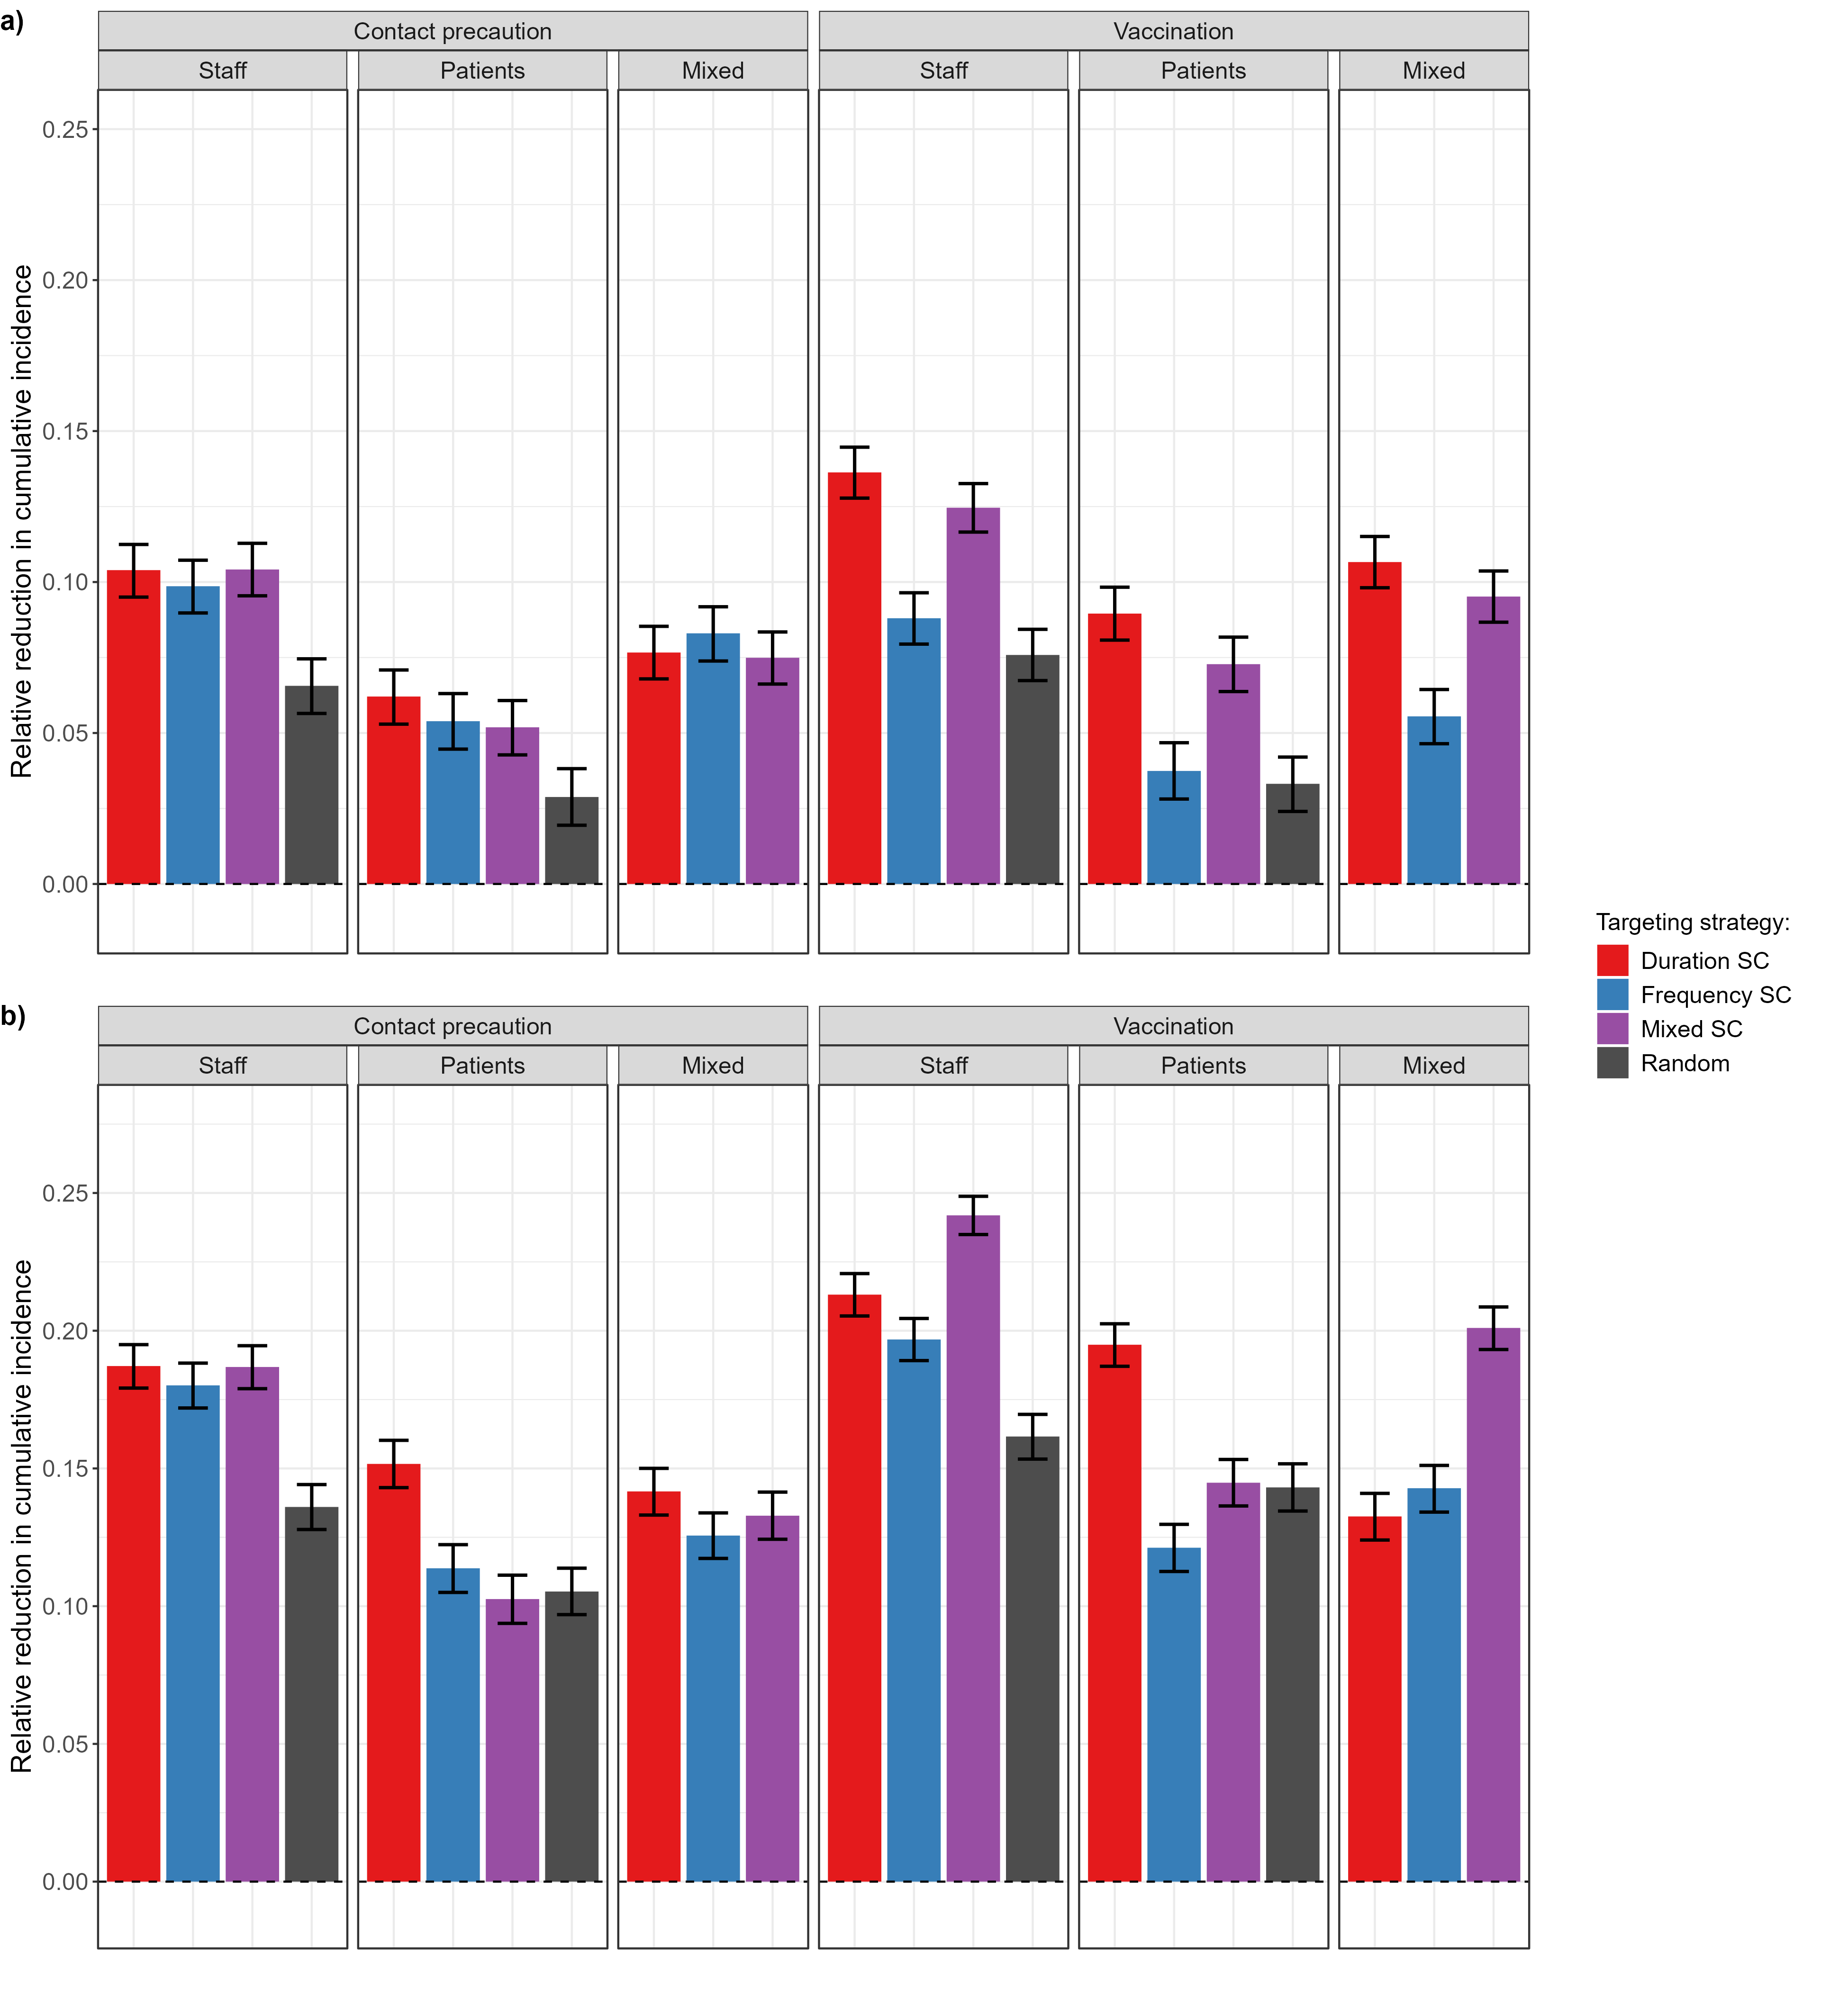 a)
Contact precaution
Vaccination
Staff
Patients
Mixed
Staff
Patients
Mixed
Relative reduction in cumulative incidence
0.25
0.20
0.15
0.10
0.05
0.00
Targeting strategy:
Duration SC
Frequency SC
Mixed SC
Random
b)
Contact precaution
Vaccination
Staff
Patients
Mixed
Staff
Patients
Mixed
Relative reduction in cumulative incidence
0.25
0.20
0.15
0.10
0.05
0.00